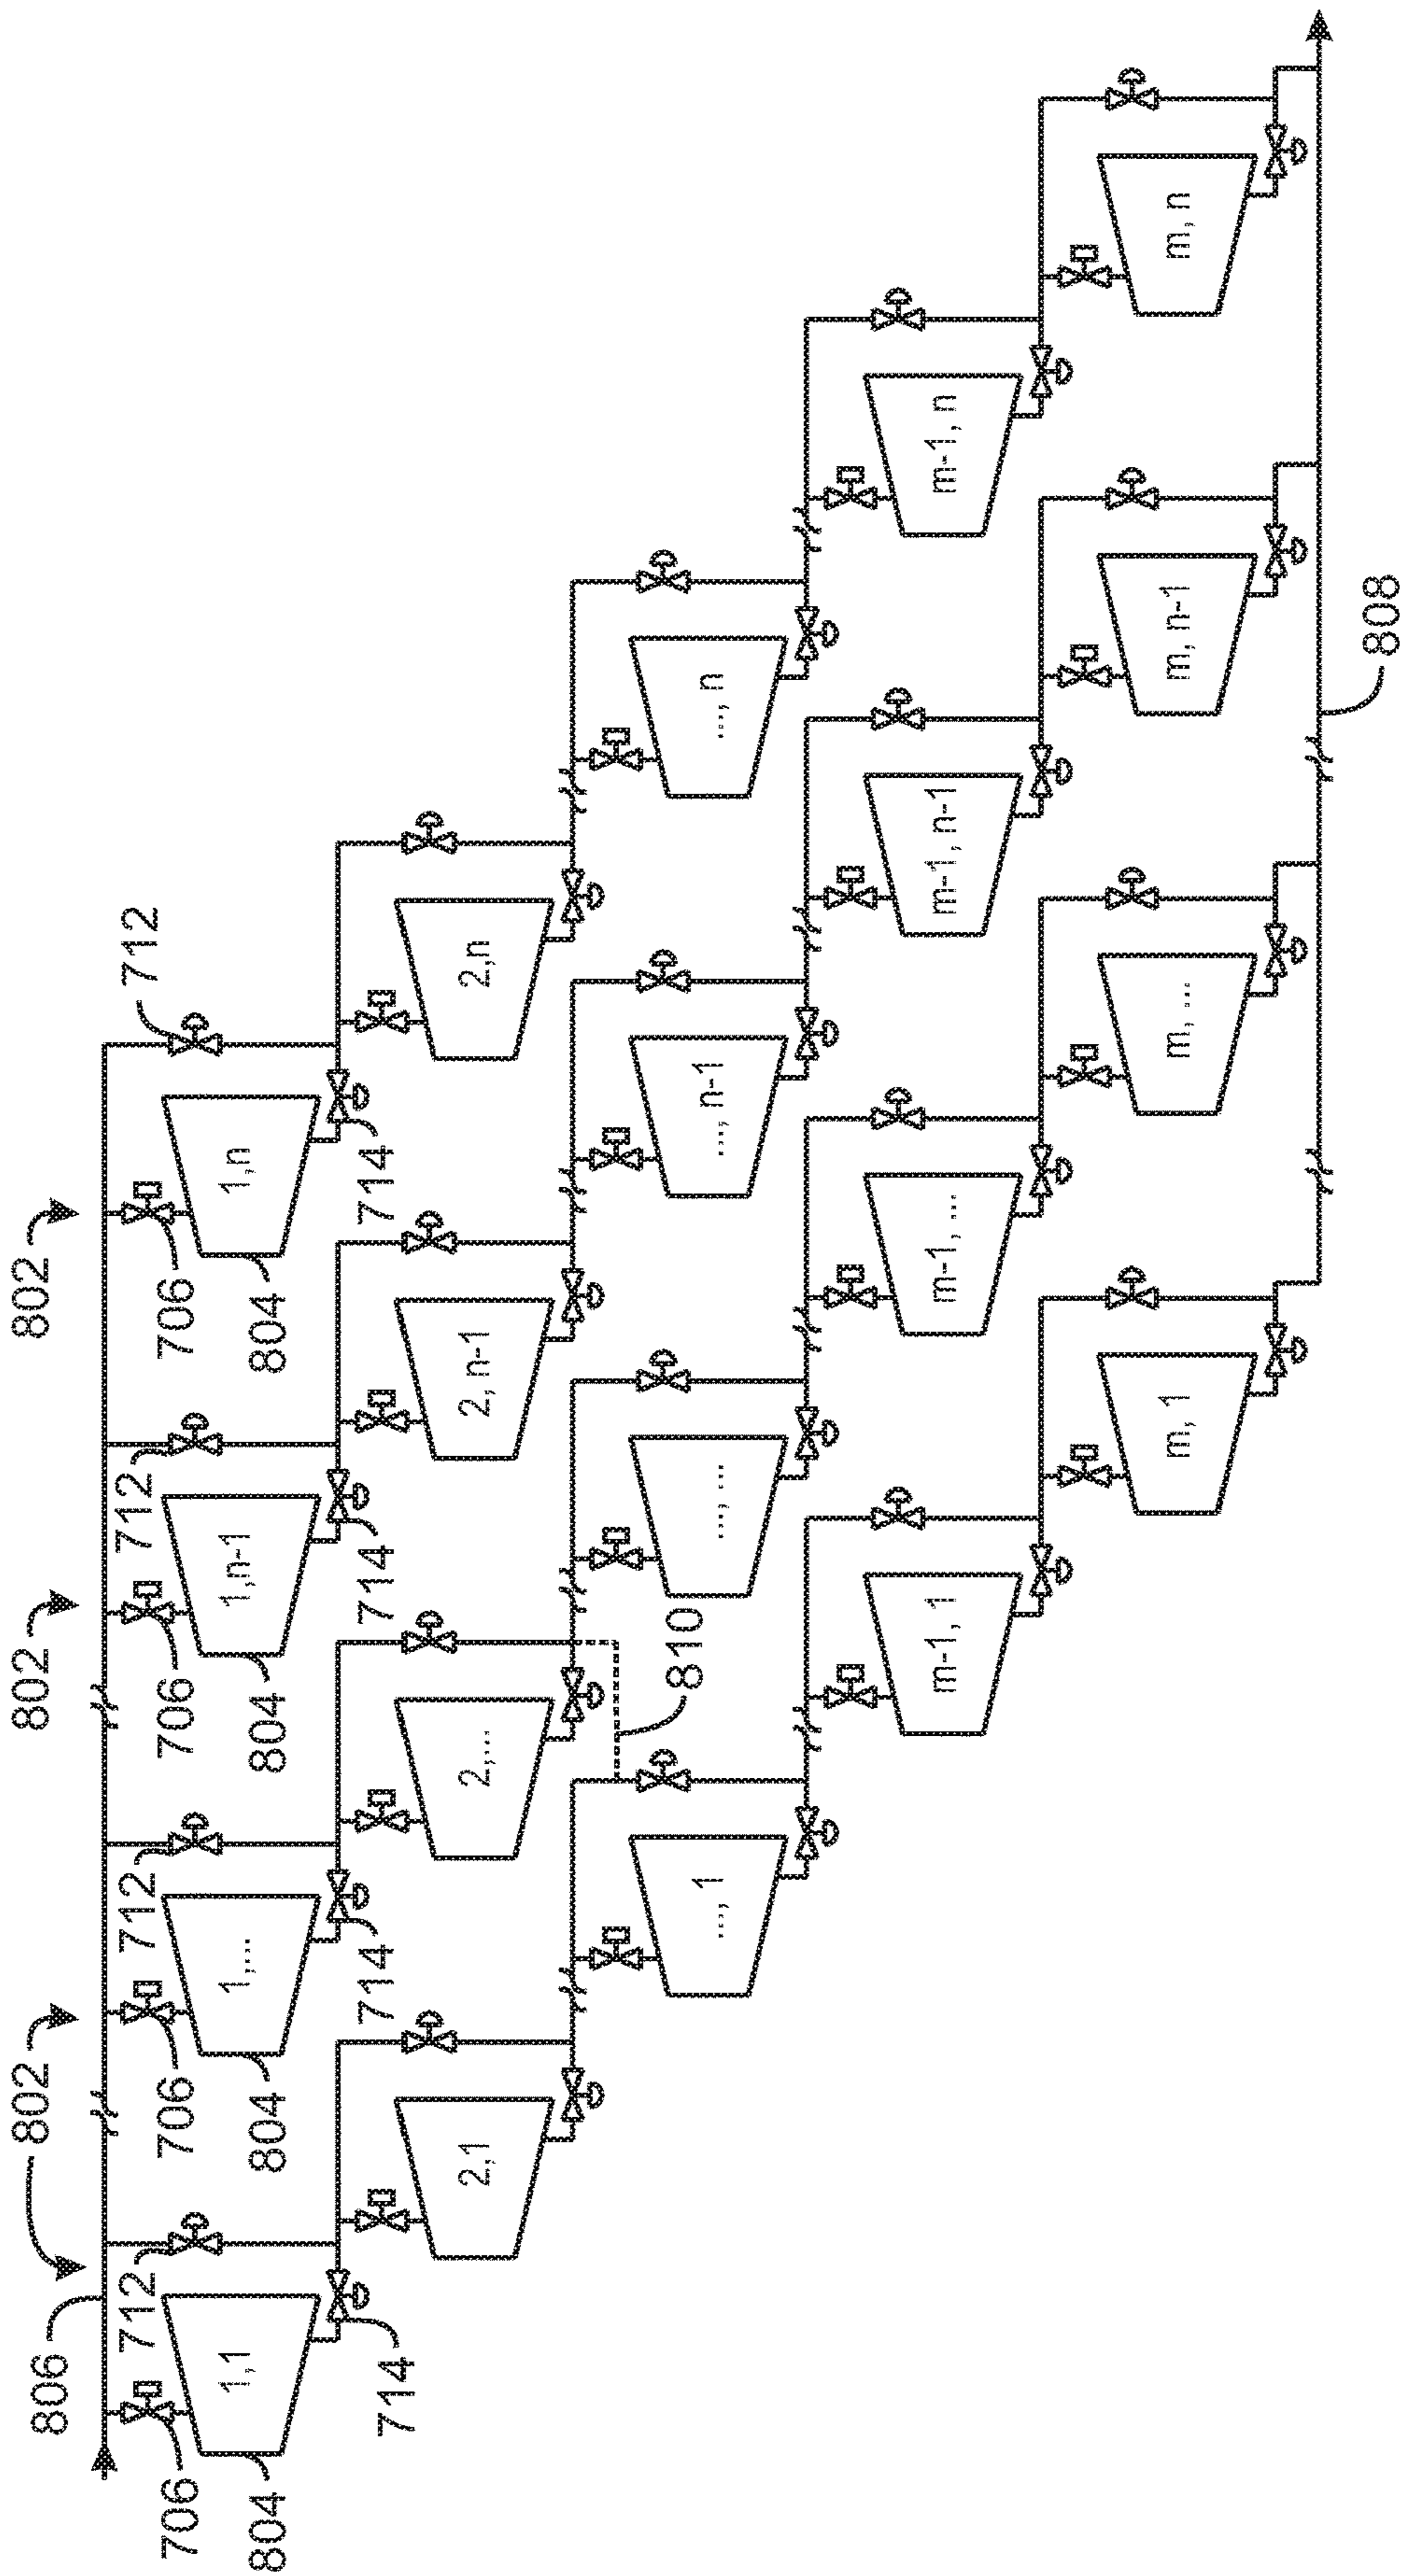 802
802
802
806
712
712
712
712
706
706
706
706
1,1
1,...
1,n-1
1,n
804
804
804
804
714
714
714
714
2,1
2,...
2, n-1
2,n
810
..., 1
..., ...
..., n-1
..., n
m-1, 1
m-1, ...
m-1, n-1
m-1, n
m, 1
m, ...
m, n-1
m, n
808